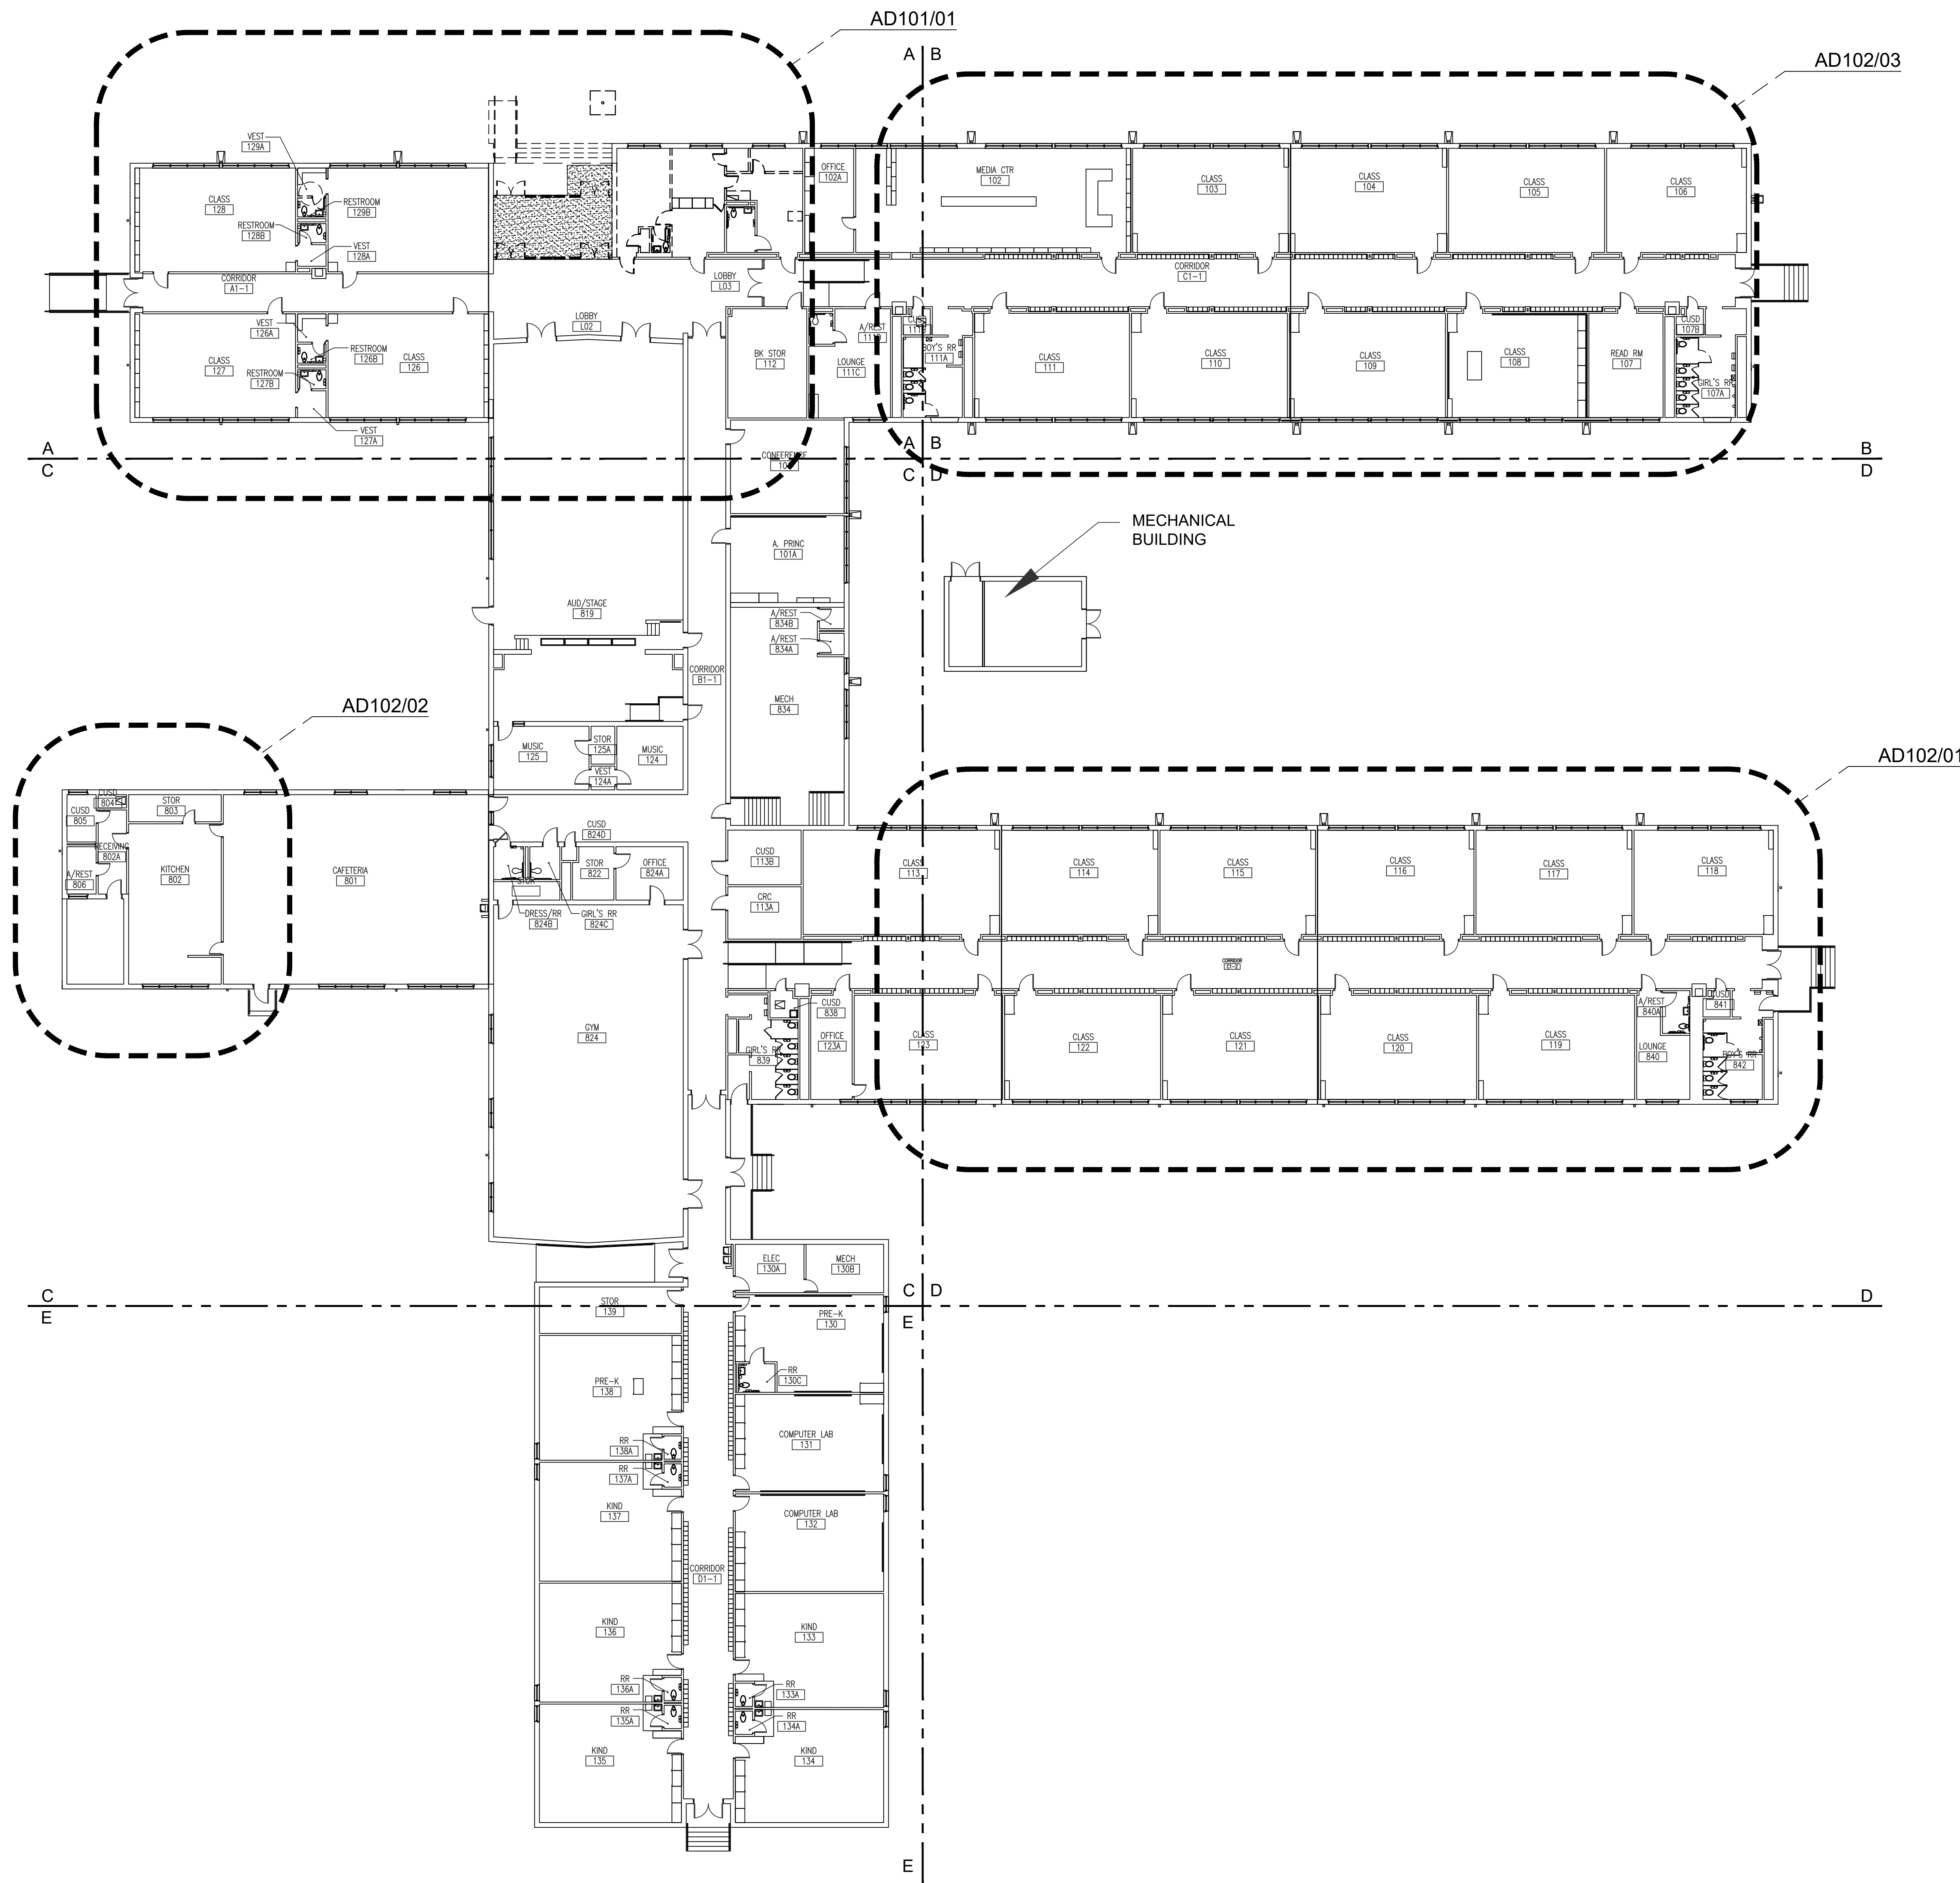 AD101/01
A B
AD102/03
VEST
129A
CLASS
128
RESTROOM
129B
RESTROOM
128B
VEST
128A
CORRIDOR
A1-1
VEST
126A
RESTROOM
126B
CLASS
126
CLASS
127
RESTROOM
127B
VEST
127A
LOBBY
L02
LOBBY
L03
OFFICE
102A
MEDIA CTR
102
CLASS
103
CLASS
104
CLASS
105
CLASS
106
CORRIDOR
C1-1
BK STOR
112
A/REST
111D
LOUNGE
111C
CUSD
BOY'S RR
111A
CLASS
111
CLASS
110
CLASS
109
CLASS
108
READ RM
107
CUSD
107B
GIRL'S RR
107A
A
C
A B
C D
B
D
CONFERENCE
A. PRINC
101A
MECHANICAL
BUILDING
AUD/STAGE
819
A/REST
834B
A/REST
834A
CORRIDOR
B1-1
MECH
834
AD102/02
MUSIC
125
STOR
125A
MUSIC
124
VEST
124A
AD102/01
CUSD
804
CUSD
805
STOR
803
RECEIVING
802A
A/REST
806
KITCHEN
802
CAFETERIA
801
CUSD
824D
STOR
822
OFFICE
824A
STOR
DRESS/RR
824B
GIRL'S RR
824C
CUSD
113B
CRC
113A
CLASS
113
CLASS
114
CLASS
115
CLASS
116
CLASS
117
CLASS
118
CORRIDOR
C1-2
GYM
824
CUSD
838
OFFICE
123A
GIRL'S RR
839
CLASS
123
CLASS
122
CLASS
121
CLASS
120
CLASS
119
A/REST
840A
LOUNGE
840
CUSD
841
BOY'S RR
842
ELEC
130A
MECH
130B
C
E
C D
E
D
STOR
139
PRE-K
130
RR
130C
PRE-K
138
RR
138A
RR
137A
COMPUTER LAB
131
KIND
137
COMPUTER LAB
132
CORRIDOR
D1-1
KIND
136
KIND
133
RR
136A
RR
133A
RR
135A
RR
134A
KIND
135
KIND
134
E